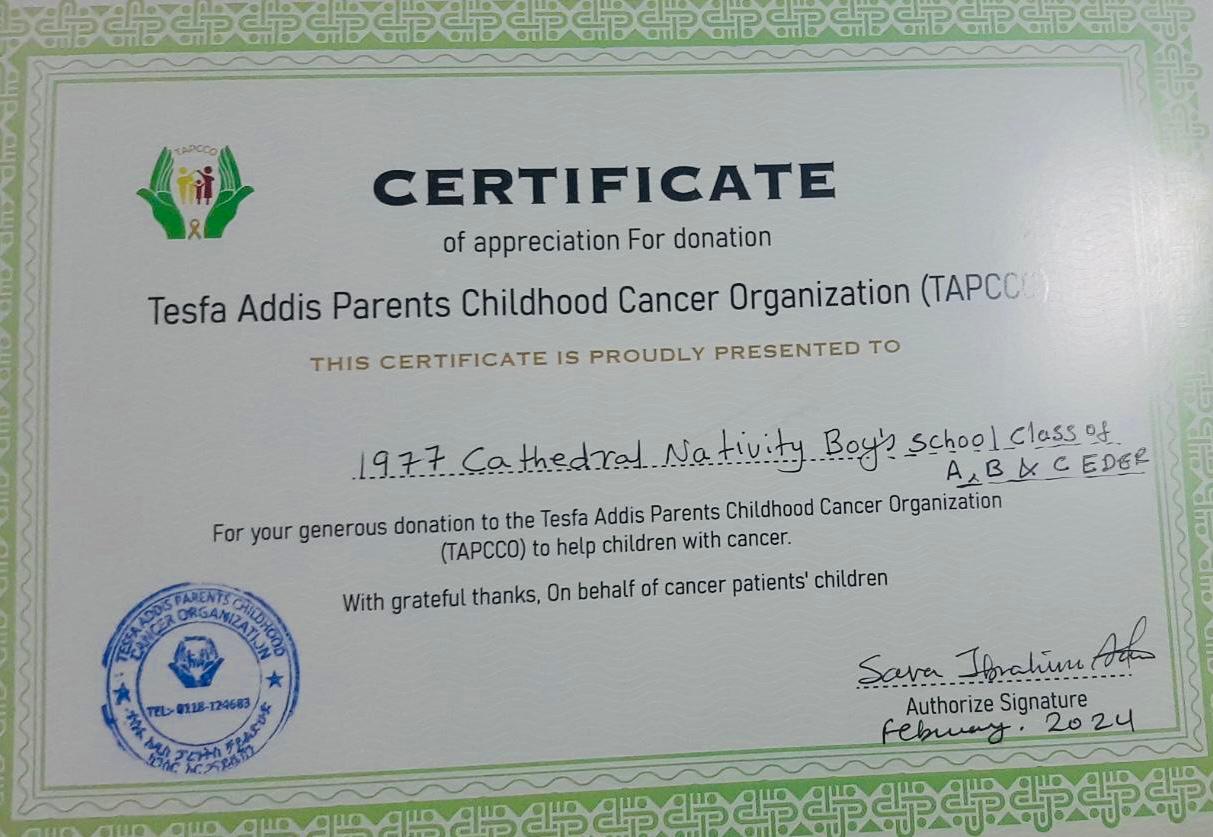 TAPCCO
CERTIFICATE
of appreciation For donation
Tesfa Addis Parents Childhood Cancer Organization (TAPCCO)
THIS CERTIFICATE IS PROUDLY PRESENTED TO
1977 Cathedral Nativity Boy's school Class of
A, B & C EDER
For your generous donation to the Tesfa Addis Parents Childhood Cancer Organization
(TAPCCO) to help children with cancer.
With grateful thanks, On behalf of cancer patients' children
TESFA ADDIS PARENTS CHILDHOOD
CANCER ORGANIZATION
TEL:- 0118-124683
Sara Ibrahim
Authorize Signature
February. 2024